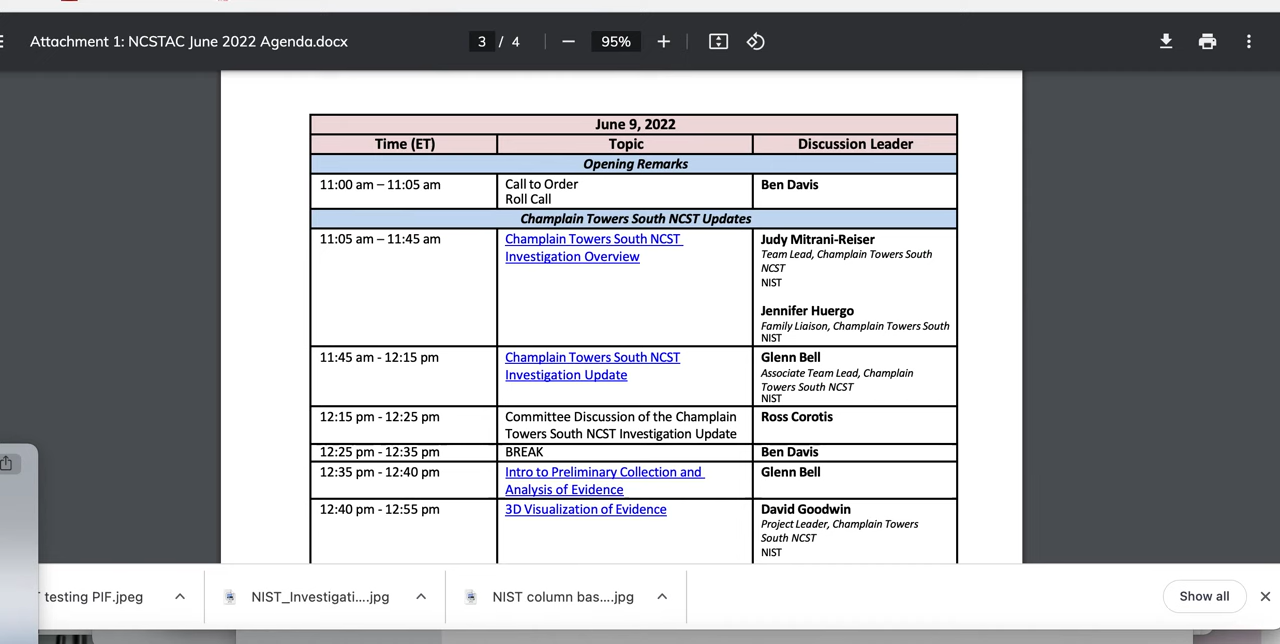 Attachment 1: NCSTAC June 2022 Agenda.docx
3 / 4
95%
June 9, 2022
Time (ET) Topic Discussion Leader
Opening Remarks
11:00 am – 11:05 am
Call to Order
Roll Call
Ben Davis
Champlain Towers South NCST Updates
11:05 am – 11:45 am
Champlain Towers South NCST
Investigation Overview
Judy Mitrani-Reiser
Team Lead, Champlain Towers South
NCST
NIST
Jennifer Huergo
Family Liaison, Champlain Towers South
NIST
11:45 am - 12:15 pm
Champlain Towers South NCST
Investigation Update
Glenn Bell
Associate Team Lead, Champlain
Towers South NCST
NIST
12:15 pm - 12:25 pm
Committee Discussion of the Champlain
Towers South NCST Investigation Update
Ross Corotis
12:25 pm - 12:35 pm
BREAK
Ben Davis
12:35 pm - 12:40 pm
Intro to Preliminary Collection and
Analysis of Evidence
Glenn Bell
12:40 pm - 12:55 pm
3D Visualization of Evidence
David Goodwin
Project Leader, Champlain Towers
South NCST
NIST
testing PIF.jpeg
NIST_Investigati....jpg
NIST column bas....jpg
Show all